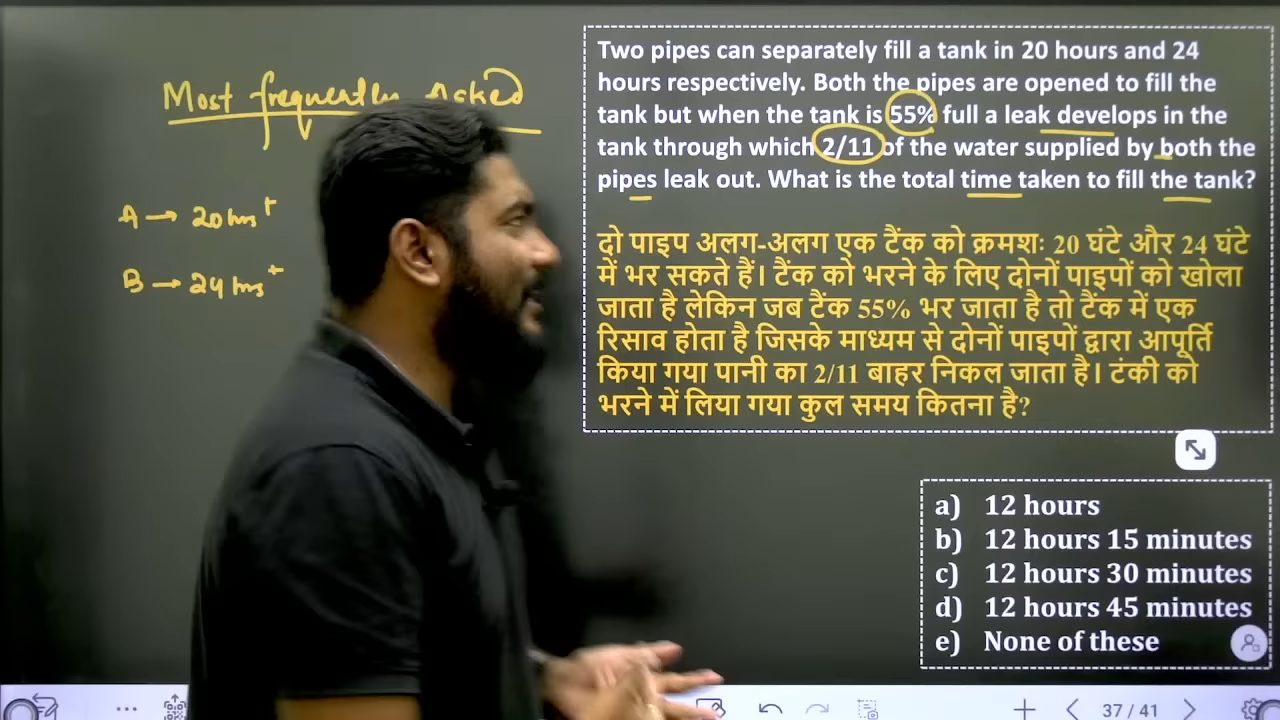 Most frequently Asked
A → 20 hrs +
B → 24 hrs +
Two pipes can separately fill a tank in 20 hours and 24
hours respectively. Both the pipes are opened to fill the
tank but when the tank is 55% full a leak develops in the
tank through which 2/11 of the water supplied by both the
pipes leak out. What is the total time taken to fill the tank?
दो पाइप अलग-अलग एक टैंक को क्रमशः 20 घंटे और 24 घंटे
में भर सकते हैं। टैंक को भरने के लिए दोनों पाइपों को खोला
जाता है लेकिन जब टैंक 55% भर जाता है तो टैंक में एक
रिसाव होता है जिसके माध्यम से दोनों पाइपों द्वारा आपूर्ति
किया गया पानी का 2/11 बाहर निकल जाता है। टंकी को
भरने में लिया गया कुल समय कितना है?
a) 12 hours
b) 12 hours 15 minutes
c) 12 hours 30 minutes
d) 12 hours 45 minutes
e) None of these
37 / 41